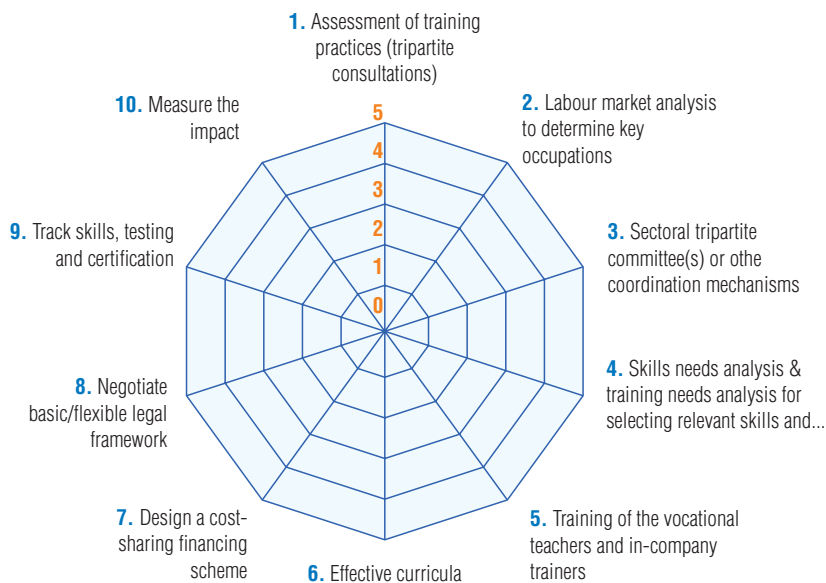 1. Assessment of training
practices (tripartite
consultations)
2. Labour market analysis
to determine key
occupations
3. Sectoral tripartite
committee(s) or othe
coordination mechanisms
4. Skills needs analysis &
training needs analysis for
selecting relevant skills and...
5. Training of the vocational
teachers and in-company
trainers
6. Effective curricula
7. Design a cost-
sharing financing
scheme
8. Negotiate
basic/flexible legal
framework
9. Track skills, testing
and certification
10. Measure the
impact
5
4
3
2
1
0